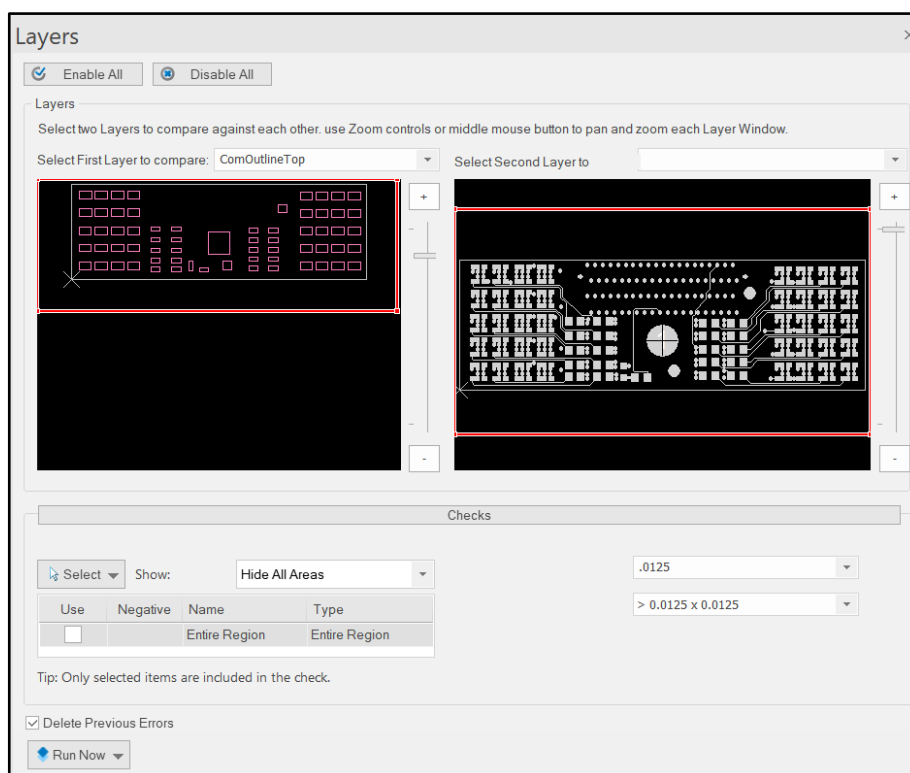 Layers
Enable All Disable All
Layers
Select two Layers to compare against each other. use Zoom controls or middle mouse button to pan and zoom each Layer Window.
Select First Layer to compare: ComOutlineTop Select Second Layer to
+ +
- -
Checks
Select Show: Hide All Areas .0125
> 0.0125 x 0.0125
Use Negative Name Type
Entire Region Entire Region
Tip: Only selected items are included in the check.
Delete Previous Errors
Run Now